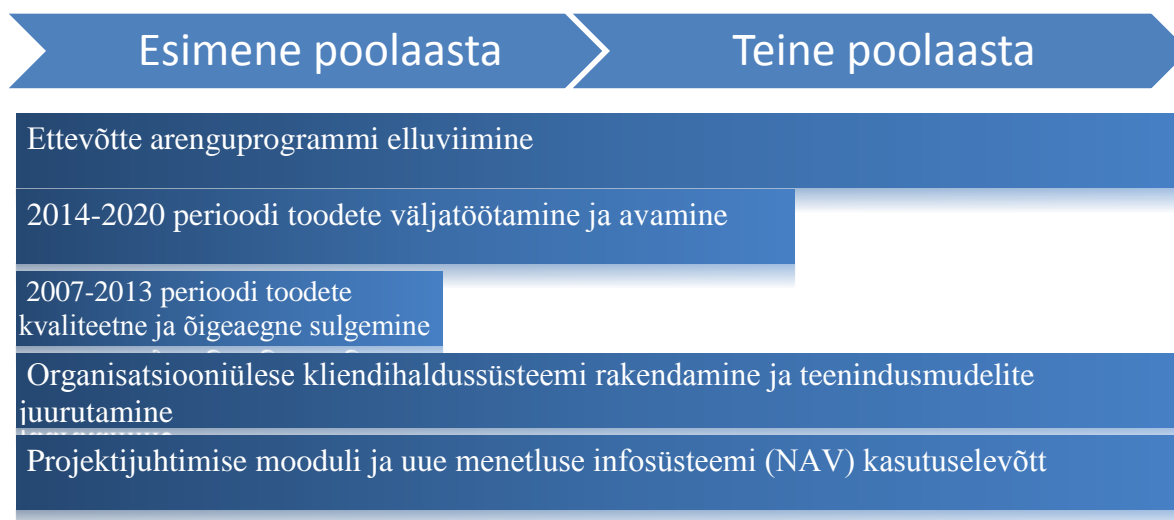 Esimene poolaasta
Teine poolaasta
Ettevõtte arenguprogrammi elluviimine
2014-2020 perioodi toodete väljatöötamine ja avamine
2007-2013 perioodi toodete
kvaliteetne ja õigeaegne sulgemine
Organisatsiooniülese kliendihaldussüsteemi rakendamine ja teenindusmudelite
juurutamine
Projektijuhtimise mooduli ja uue menetluse infosüsteemi (NAV) kasutuselevõtt